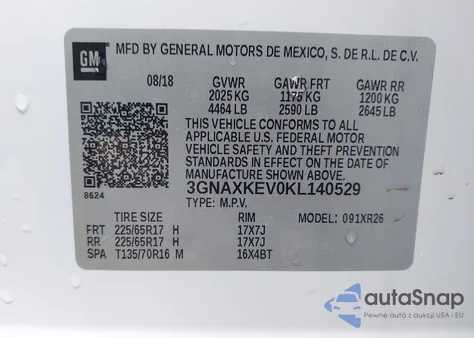 GM
MFD BY GENERAL MOTORS DE MEXICO, S. DE R.L. DE C.V.
08/18 GVWR GAWR FRT GAWR RR
2025 KG 1175 KG 1200 KG
4464 LB 2590 LB 2645 LB
THIS VEHICLE CONFORMS TO ALL
APPLICABLE U.S. FEDERAL MOTOR
VEHICLE SAFETY AND THEFT PREVENTION
STANDARDS IN EFFECT ON THE DATE OF
MANUFACTURE SHOWN ABOVE.
3GNAXKEV0KL140529
8624 TYPE: M.P.V.
TIRE SIZE RIM MODEL: 091XR26
FRT 225/65R17 H 17X7J
RR 225/65R17 H 17X7J
SPA T135/70R16 M 16X4BT
autoSnap
Pewne auto z aukcji w USA i EU